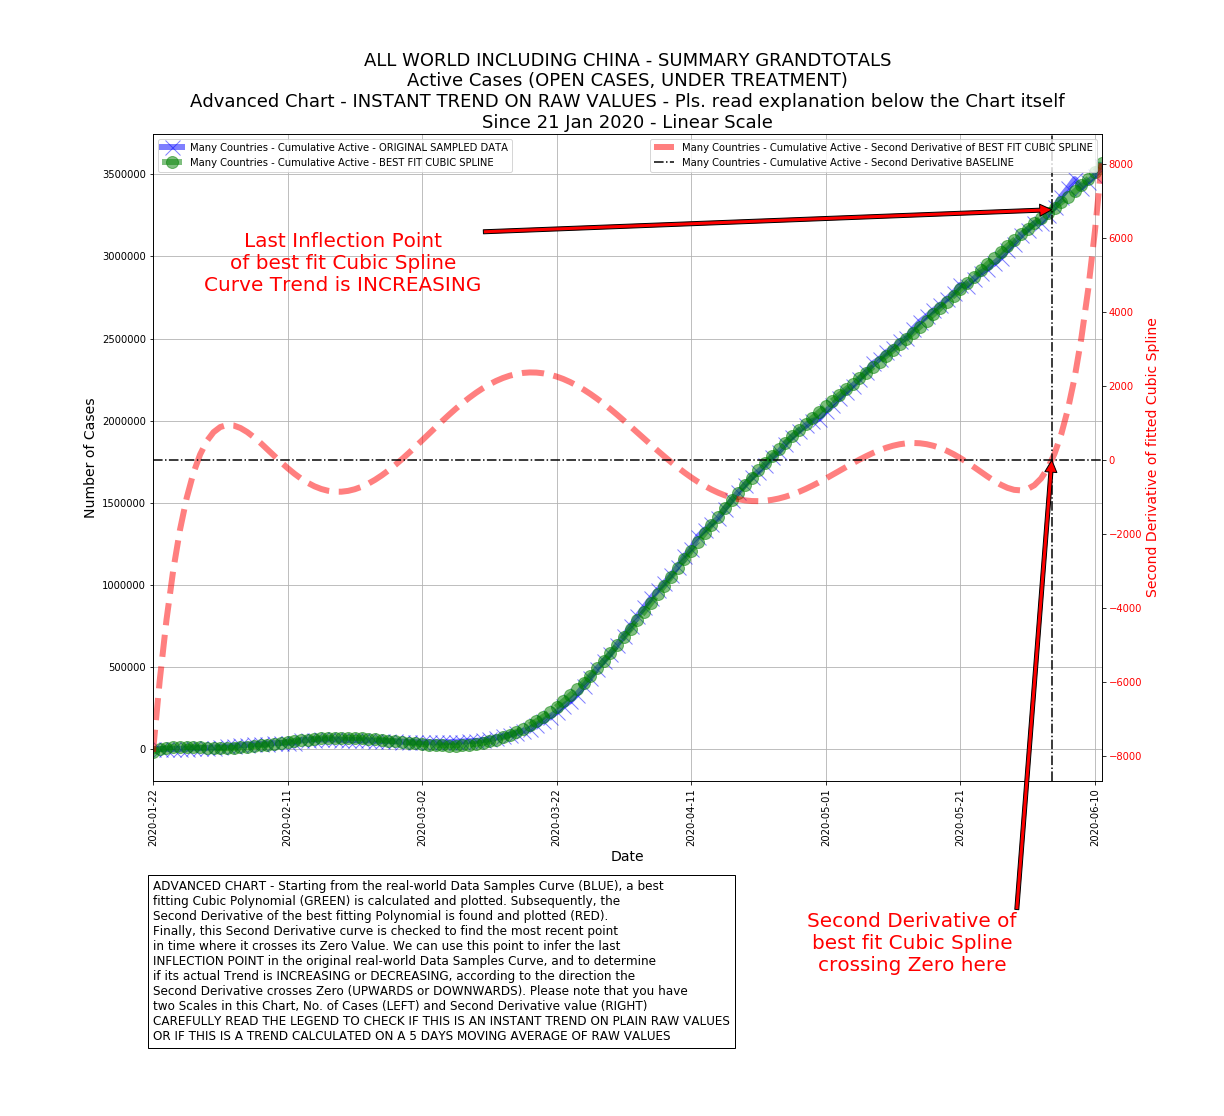 ALL WORLD INCLUDING CHINA - SUMMARY GRANDTOTALS
Active Cases (OPEN CASES, UNDER TREATMENT)
Advanced Chart - INSTANT TREND ON RAW VALUES - Pls. read explanation below the Chart itself
Since 21 Jan 2020 - Linear Scale
Many Countries - Cumulative Active - ORIGINAL SAMPLED DATA
Many Countries - Cumulative Active - BEST FIT CUBIC SPLINE
Many Countries - Cumulative Active - Second Derivative of BEST FIT CUBIC SPLINE
Many Countries - Cumulative Active - Second Derivative BASELINE
Last Inflection Point
of best fit Cubic Spline
Curve Trend is INCREASING
Number of Cases
3500000
3000000
2500000
2000000
1500000
1000000
500000
0
8000
6000
4000
2000
0
−2000
−4000
−6000
−8000
Second Derivative of fitted Cubic Spline
2020-01-22
2020-02-11
2020-03-02
2020-03-22
2020-04-11
2020-05-01
2020-05-21
2020-06-10
Date
ADVANCED CHART - Starting from the real-world Data Samples Curve (BLUE), a best
fitting Cubic Polynomial (GREEN) is calculated and plotted. Subsequently, the
Second Derivative of the best fitting Polynomial is found and plotted (RED).
Finally, this Second Derivative curve is checked to find the most recent point
in time where it crosses its Zero Value. We can use this point to infer the last
INFLECTION POINT in the original real-world Data Samples Curve, and to determine
if its actual Trend is INCREASING or DECREASING, according to the direction the
Second Derivative crosses Zero (UPWARDS or DOWNWARDS). Please note that you have
two Scales in this Chart, No. of Cases (LEFT) and Second Derivative value (RIGHT)
CAREFULLY READ THE LEGEND TO CHECK IF THIS IS AN INSTANT TREND ON PLAIN RAW VALUES
OR IF THIS IS A TREND CALCULATED ON A 5 DAYS MOVING AVERAGE OF RAW VALUES
Second Derivative of
best fit Cubic Spline
crossing Zero here